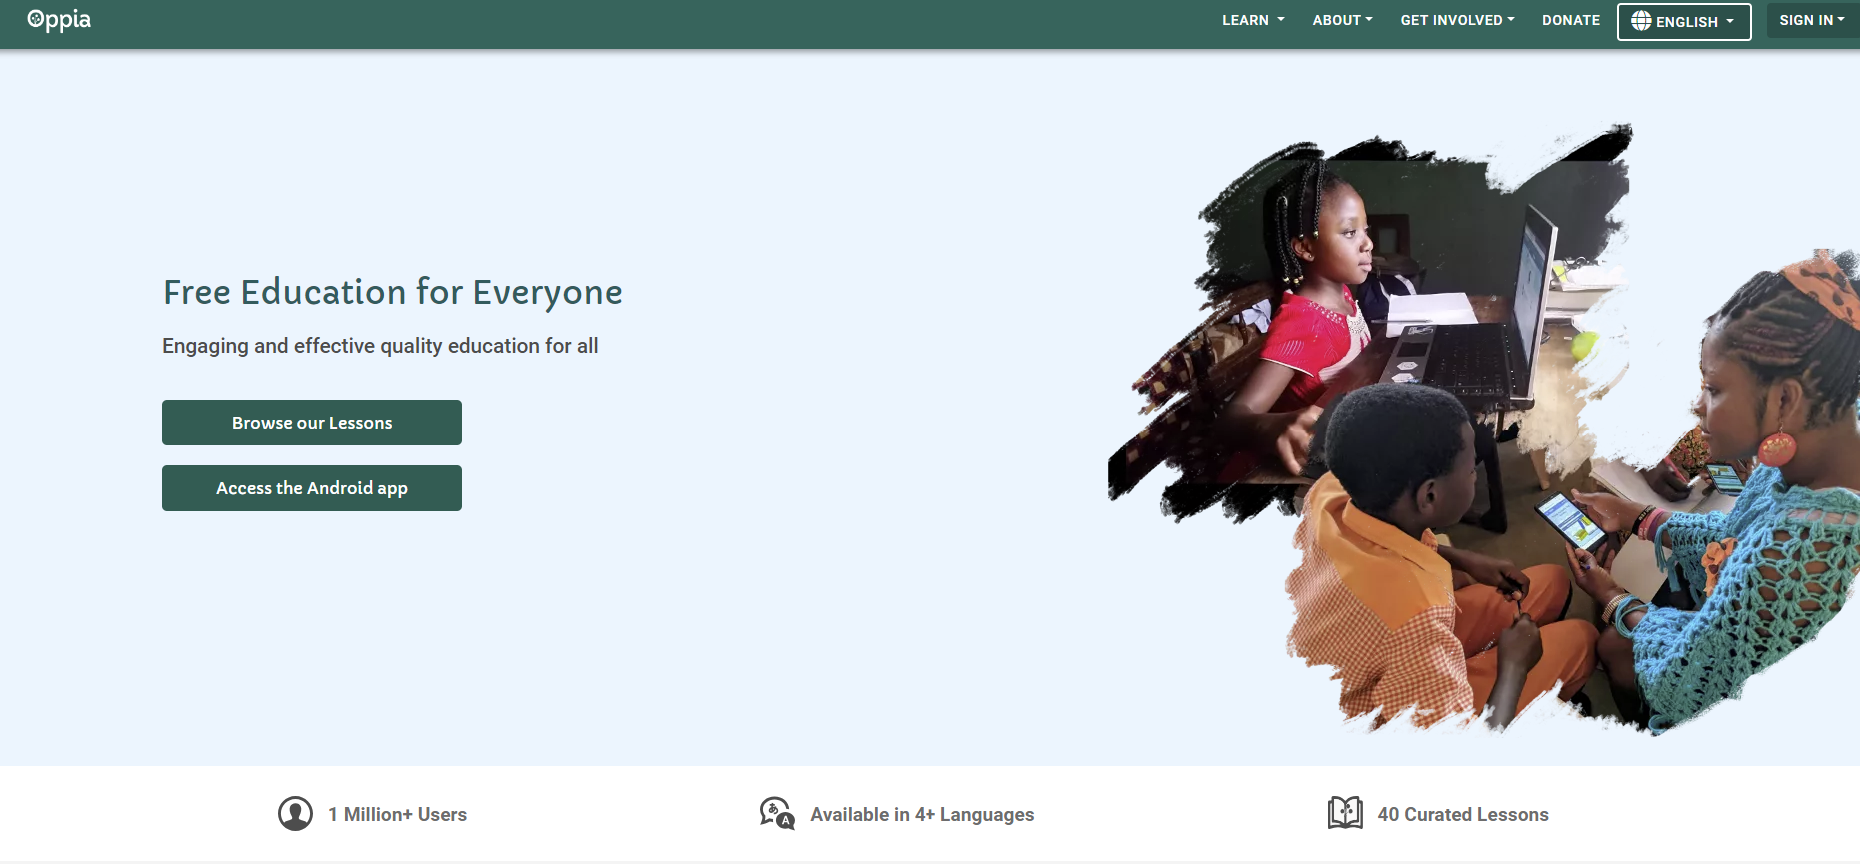 Oppia
LEARN
ABOUT
GET INVOLVED
DONATE
ENGLISH
SIGN IN
Free Education for Everyone
Engaging and effective quality education for all
Browse our Lessons
Access the Android app
1 Million+ Users
Available in 4+ Languages
40 Curated Lessons